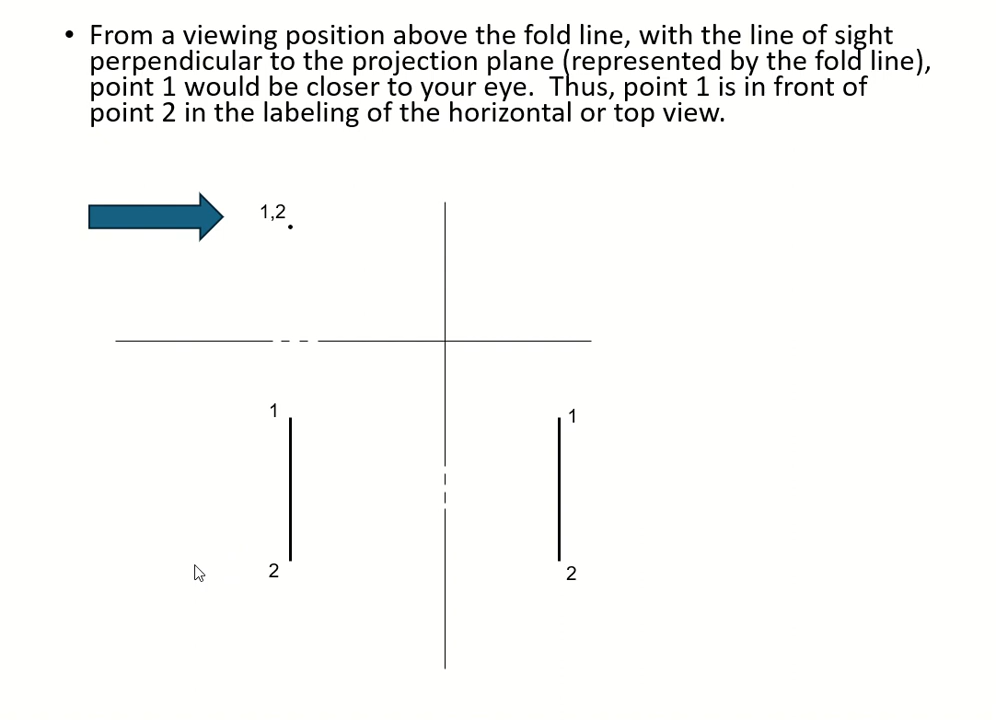 • From a viewing position above the fold line, with the line of sight
perpendicular to the projection plane (represented by the fold line),
point 1 would be closer to your eye.  Thus, point 1 is in front of
point 2 in the labeling of the horizontal or top view.
1,2
1
1
2
2